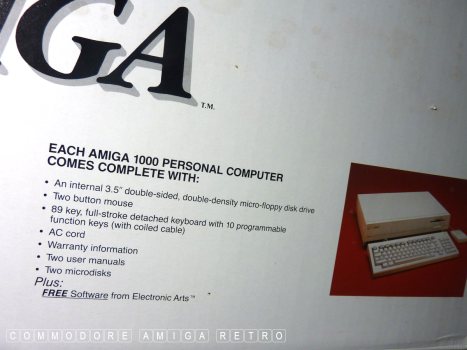 IGA
T.M.
EACH AMIGA 1000 PERSONAL COMPUTER
COMES COMPLETE WITH:
• An internal 3.5" double-sided, double-density micro-floppy disk drive
• Two button mouse
• 89 key, full-stroke detached keyboard with 10 programmable
function keys (with coiled cable)
• AC cord
• Warranty information
• Two user manuals
• Two microdisks
Plus:
FREE Software from Electronic Arts™
COMMODORE AMIGA RETRO